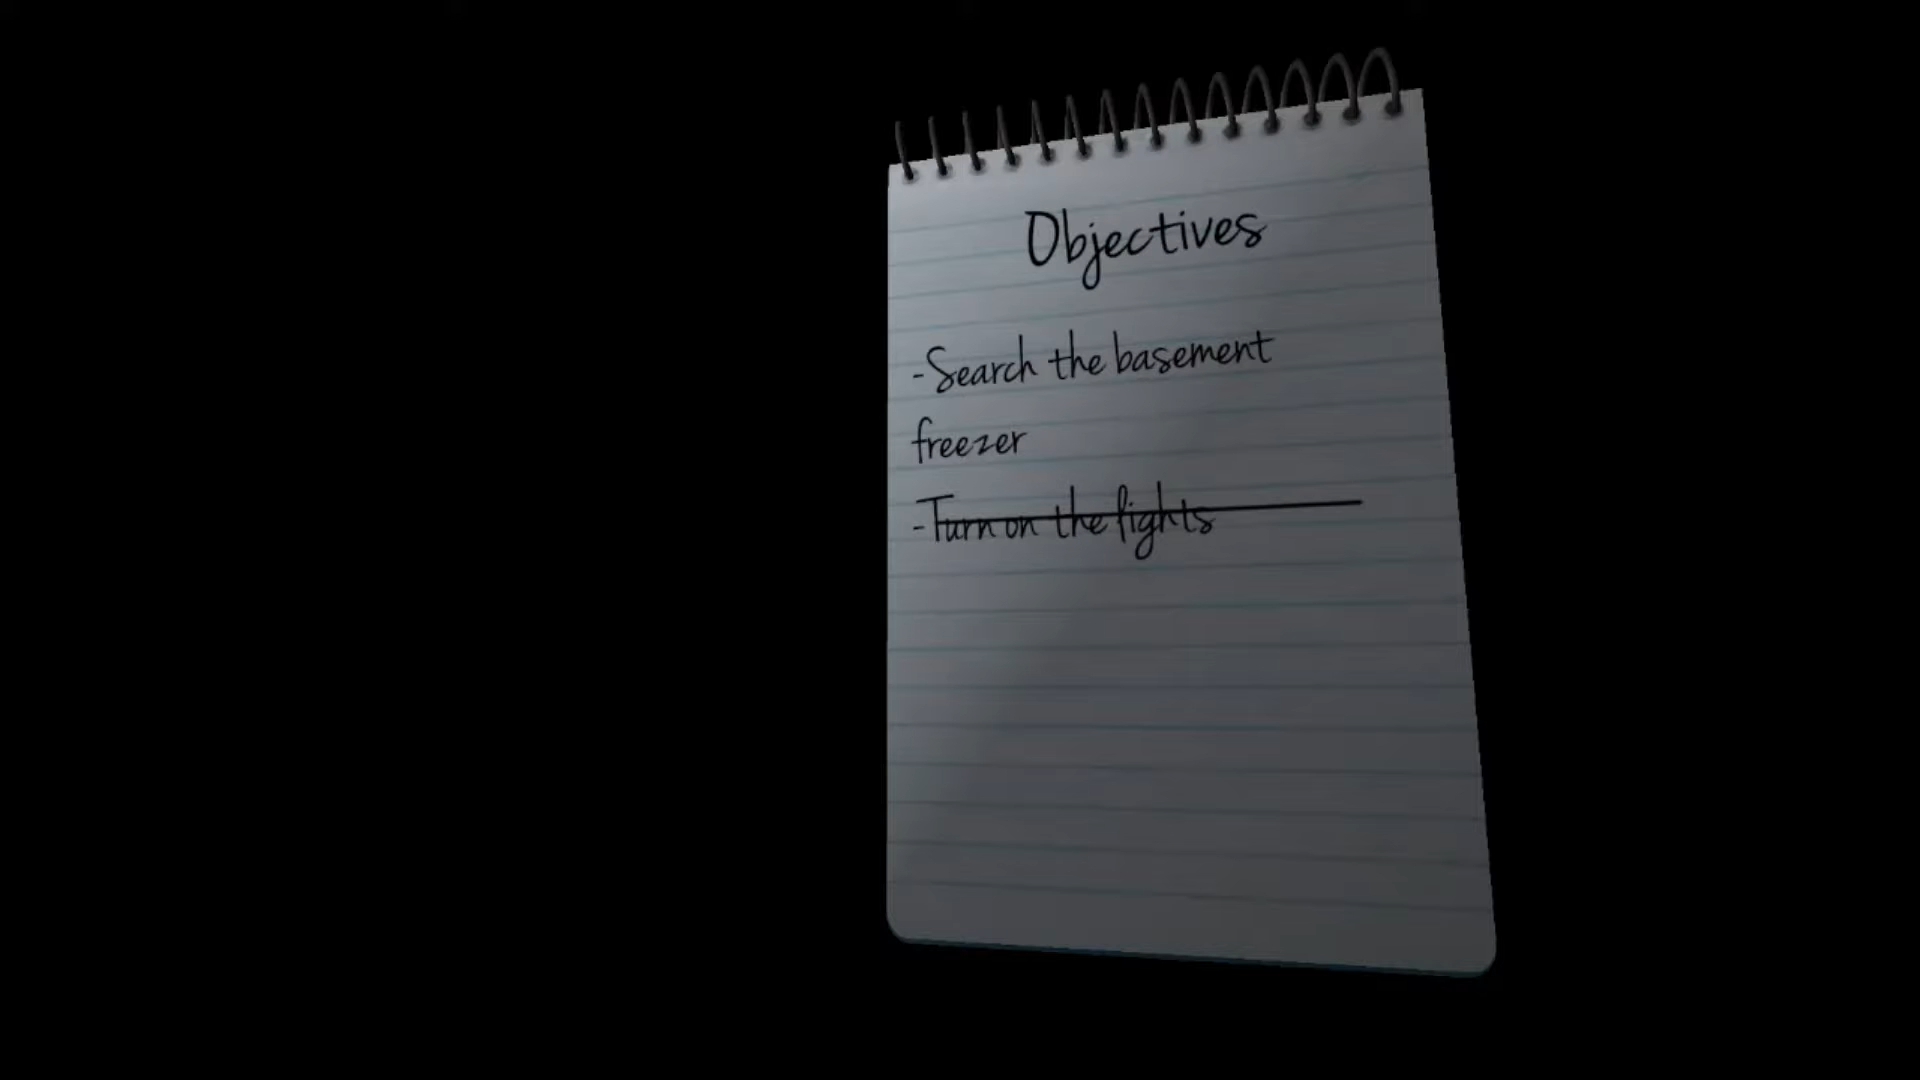 Objectives
-Search the basement
freezer
-Turn on the lights